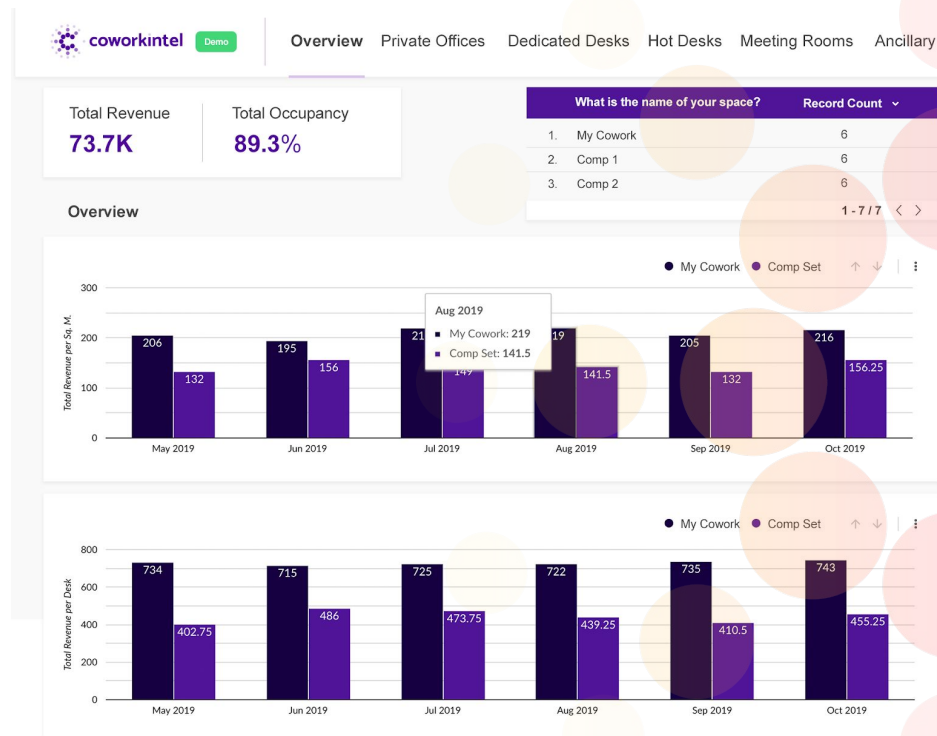 coworkintel Demo Overview Private Offices Dedicated Desks Hot Desks Meeting Rooms Ancillary
Total Revenue Total Occupancy
73.7K 89.3%
What is the name of your space? Record Count
1. My Cowork 6
2. Comp 1 6
3. Comp 2 6
1 - 7 / 7 < >
Overview
My Cowork Comp Set
Total Revenue per Sq. M.
300
200
100
0
Aug 2019
My Cowork: 219
Comp Set: 141.5
206 195 21 19 205 216
132 156 149 141.5 132 156.25
May 2019 Jun 2019 Jul 2019 Aug 2019 Sep 2019 Oct 2019
My Cowork Comp Set
Total Revenue per Desk
800
600
400
200
0
734 715 725 722 735 743
402.75 486 473.75 439.25 410.5 455.25
May 2019 Jun 2019 Jul 2019 Aug 2019 Sep 2019 Oct 2019